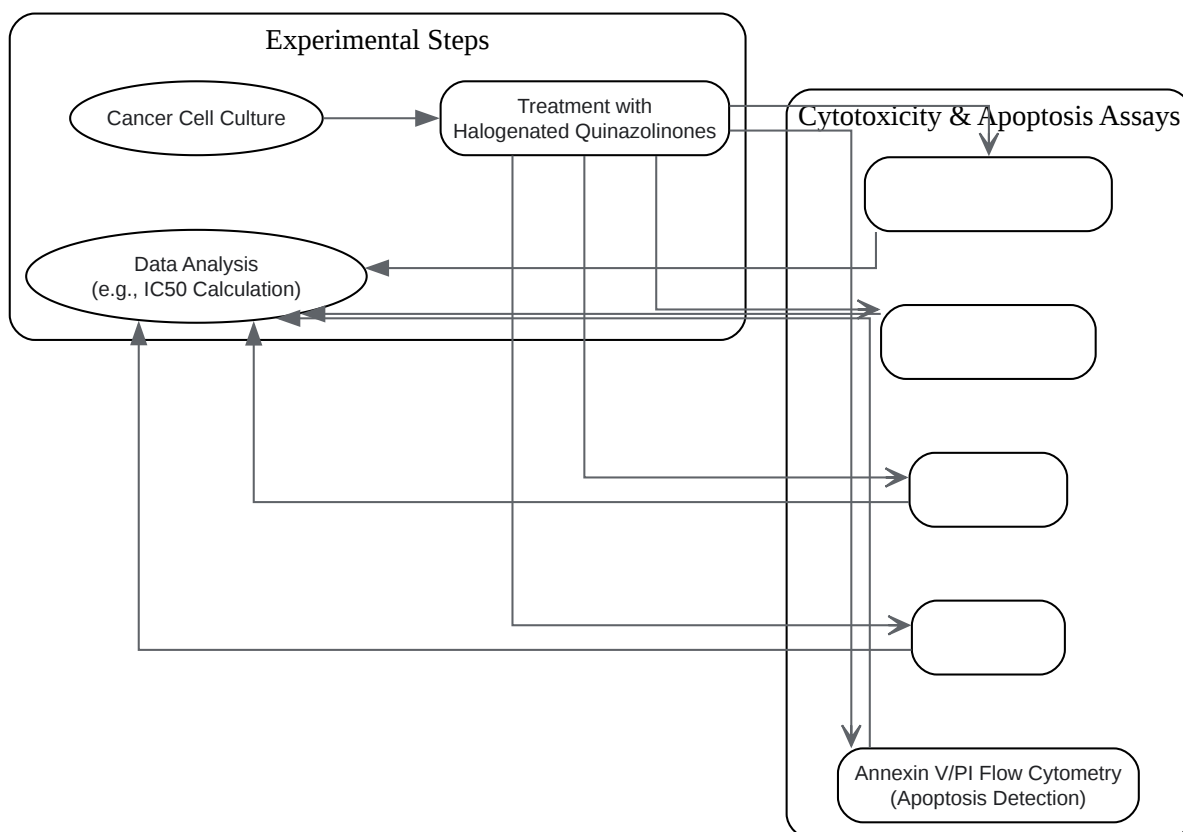 Experimental Steps
Cancer Cell Culture
Treatment with
Halogenated Quinazolinones
Cytotoxicity & Apoptosis Assays
Data Analysis
(e.g., IC50 Calculation)
Annexin V/PI Flow Cytometry
(Apoptosis Detection)